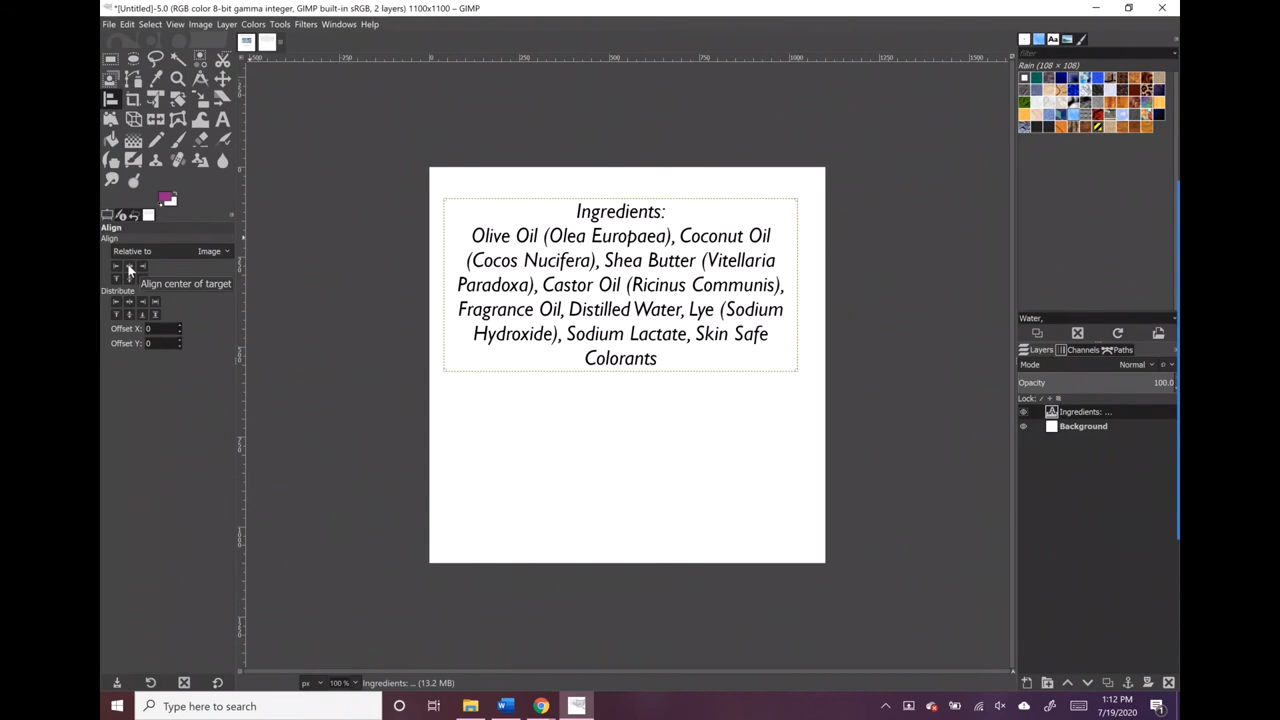 *[Untitled]-5.0 (RGB color 8-bit gamma integer, GIMP built-in sRGB, 2 layers) 1100x1100 – GIMP
File Edit Select View Image Layer Colors Tools Filters Windows Help
filter
Rain (108 × 108)
Ingredients:
Olive Oil (Olea Europaea), Coconut Oil
(Cocos Nucifera), Shea Butter (Vitellaria
Paradoxa), Castor Oil (Ricinus Communis),
Fragrance Oil, Distilled Water, Lye (Sodium
Hydroxide), Sodium Lactate, Skin Safe
Colorants
Align
Align
Relative to Image
Align center of target
Distribute
Offset X: 0
Offset Y: 0
Water,
Layers Channels Paths
Mode Normal
Opacity 100.0
Lock:
Ingredients: ...
Background
px 100 % Ingredients: ... (13.2 MB)
Type here to search
1:12 PM
7/19/2020